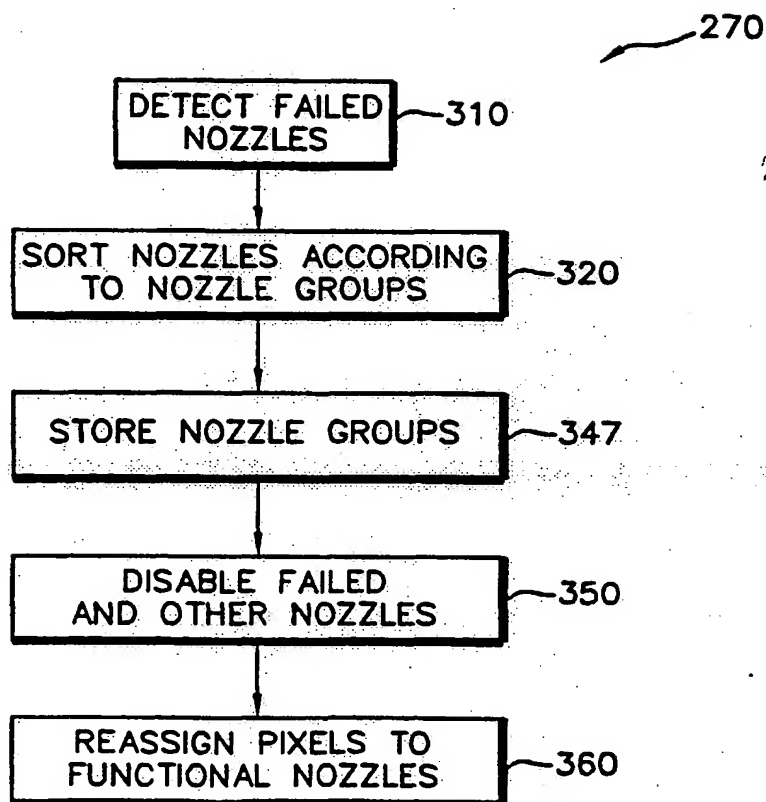 270
DETECT FAILED
NOZZLES
310
SORT NOZZLES ACCORDING
TO NOZZLE GROUPS
320
STORE NOZZLE GROUPS
347
DISABLE FAILED
AND OTHER NOZZLES
350
REASSIGN PIXELS TO
FUNCTIONAL NOZZLES
360